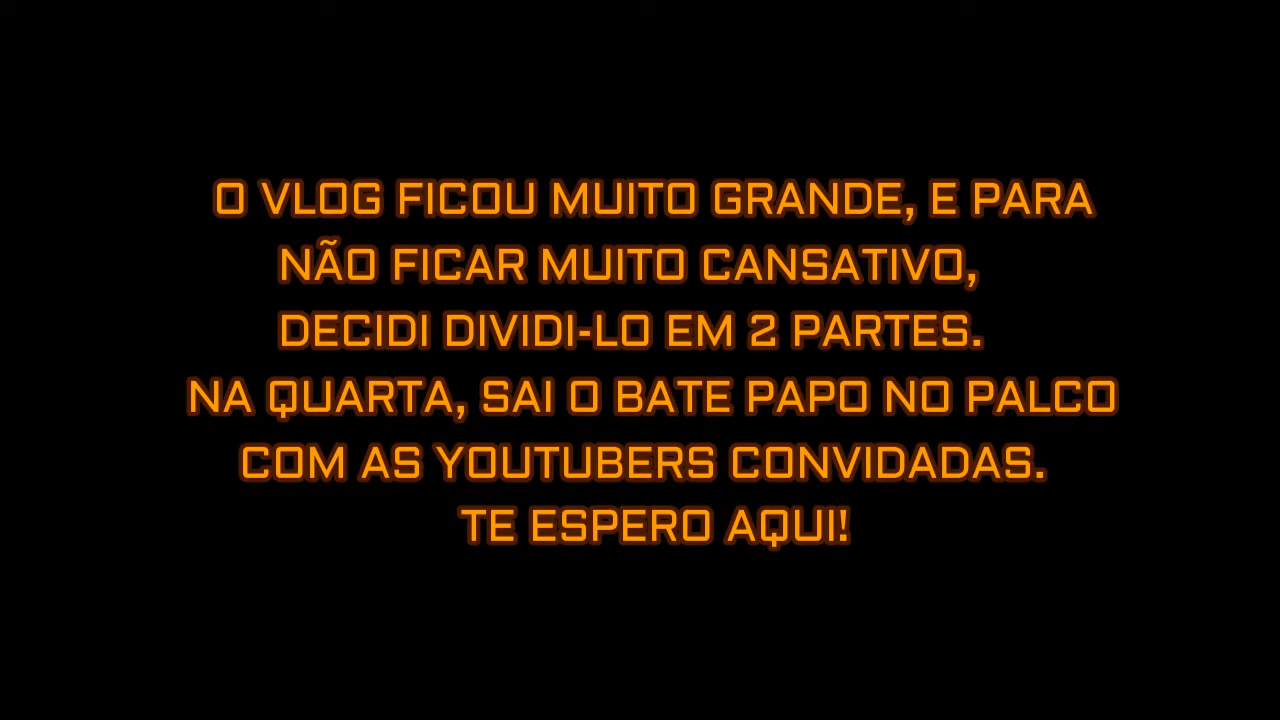 O VLOG FICOU MUITO GRANDE, E PARA
NÃO FICAR MUITO CANSATIVO,
DECIDI DIVIDI-LO EM 2 PARTES.
NA QUARTA, SAI O BATE PAPO NO PALCO
COM AS YOUTUBERS CONVIDADAS.
TE ESPERO AQUI!